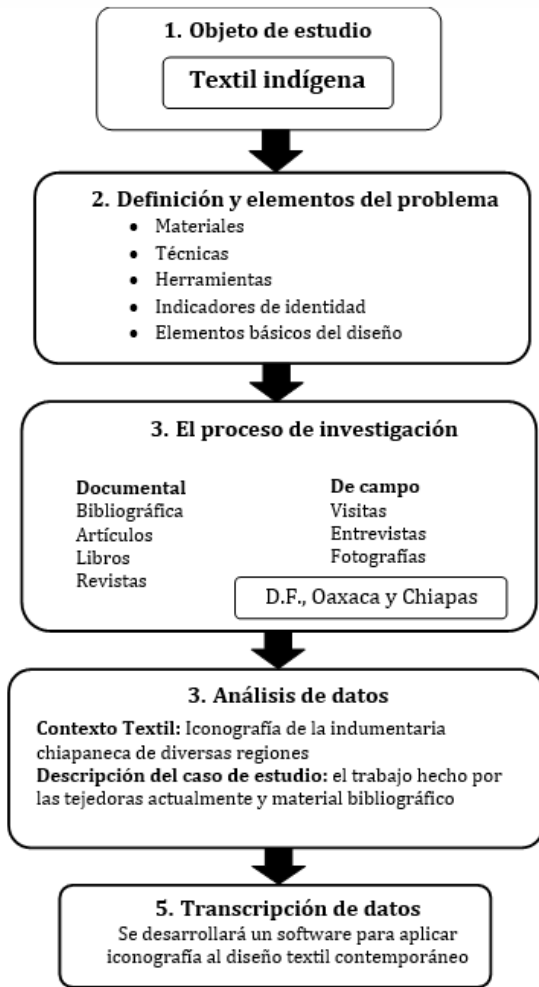 1. Objeto de estudio
Textil indígena
2. Definición y elementos del problema
• Materiales
• Técnicas
• Herramientas
• Indicadores de identidad
• Elementos básicos del diseño
3. El proceso de investigación
Documental
Bibliográfica
Artículos
Libros
Revistas
De campo
Visitas
Entrevistas
Fotografías
D.F., Oaxaca y Chiapas
3. Análisis de datos
Contexto Textil: Iconografía de la indumentaria
chiapaneca de diversas regiones
Descripción del caso de estudio: el trabajo hecho por
las tejedoras actualmente y material bibliográfico
5. Transcripción de datos
Se desarrollará un software para aplicar
iconografía al diseño textil contemporáneo